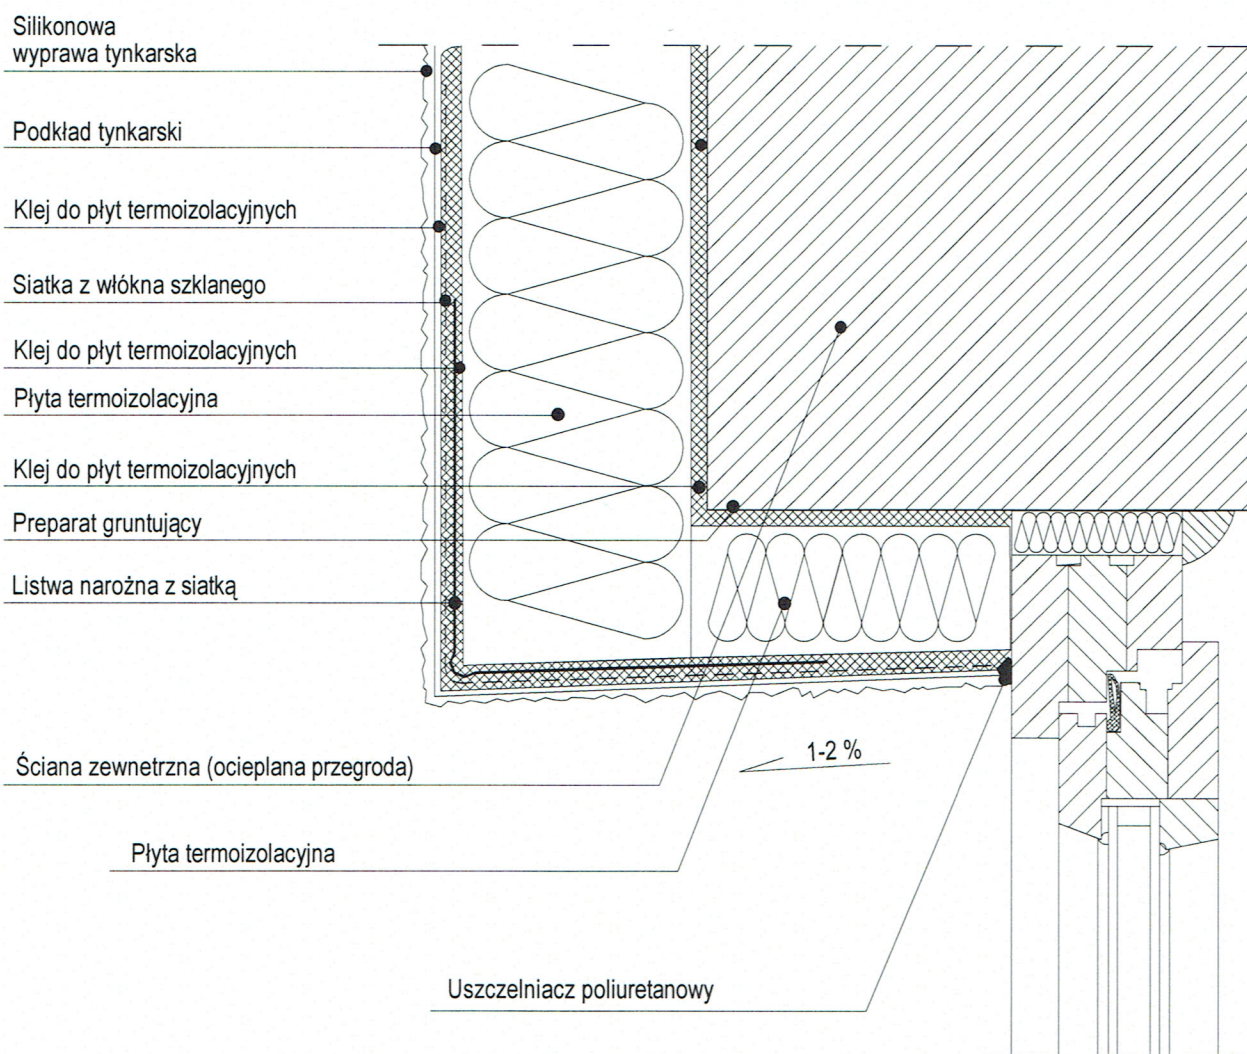 Silikonowa
wyprawa tynkarska
Podkład tynkarski
Klej do płyt termoizolacyjnych
Siatka z włókna szklanego
Klej do płyt termoizolacyjnych
Płyta termoizolacyjna
Klej do płyt termoizolacyjnych
Preparat gruntujący
Listwa narożna z siatką
1-2 %
Ściana zewnetrzna (ocieplana przegroda)
Płyta termoizolacyjna
Uszczelniacz poliuretanowy